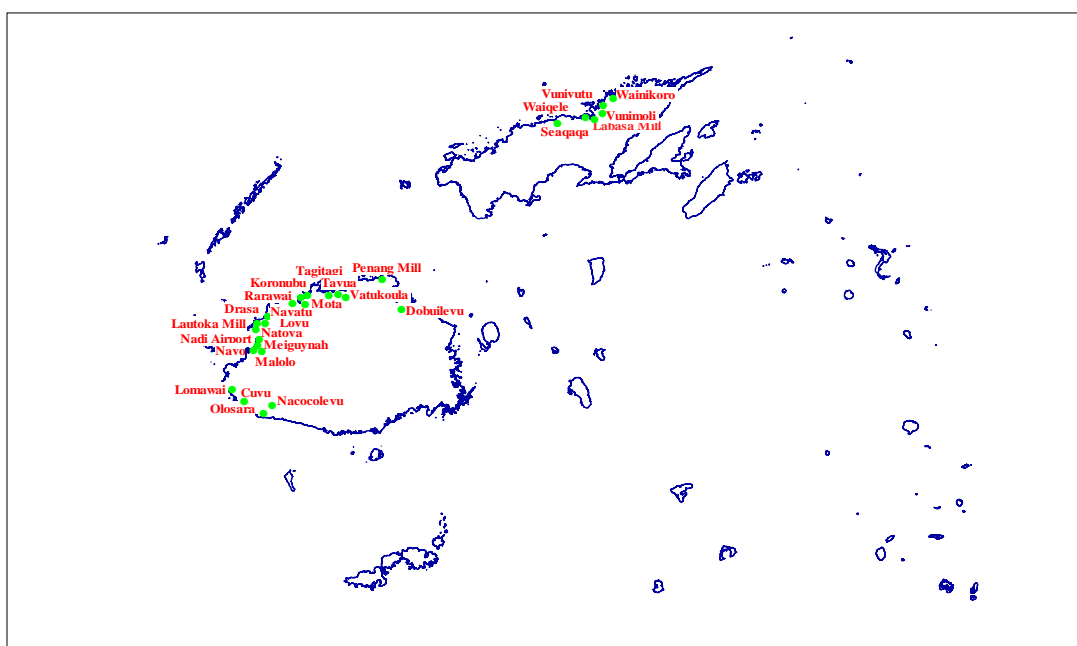 Vunivutu
Wainikoro
Waiqele
Vunimoli
Seaqaqa
Labasa Mill
Tagitagi
Penang Mill
Koronubu
Tavua
Rarawai
Vatukoula
Mota
Drasa
Navatu
Dobuilevu
Lautoka Mill
Lovu
Natova
Nadi Airport
Meiguynah
Navo
Malolo
Lomawai
Cuvu
Nacocolevu
Olosara